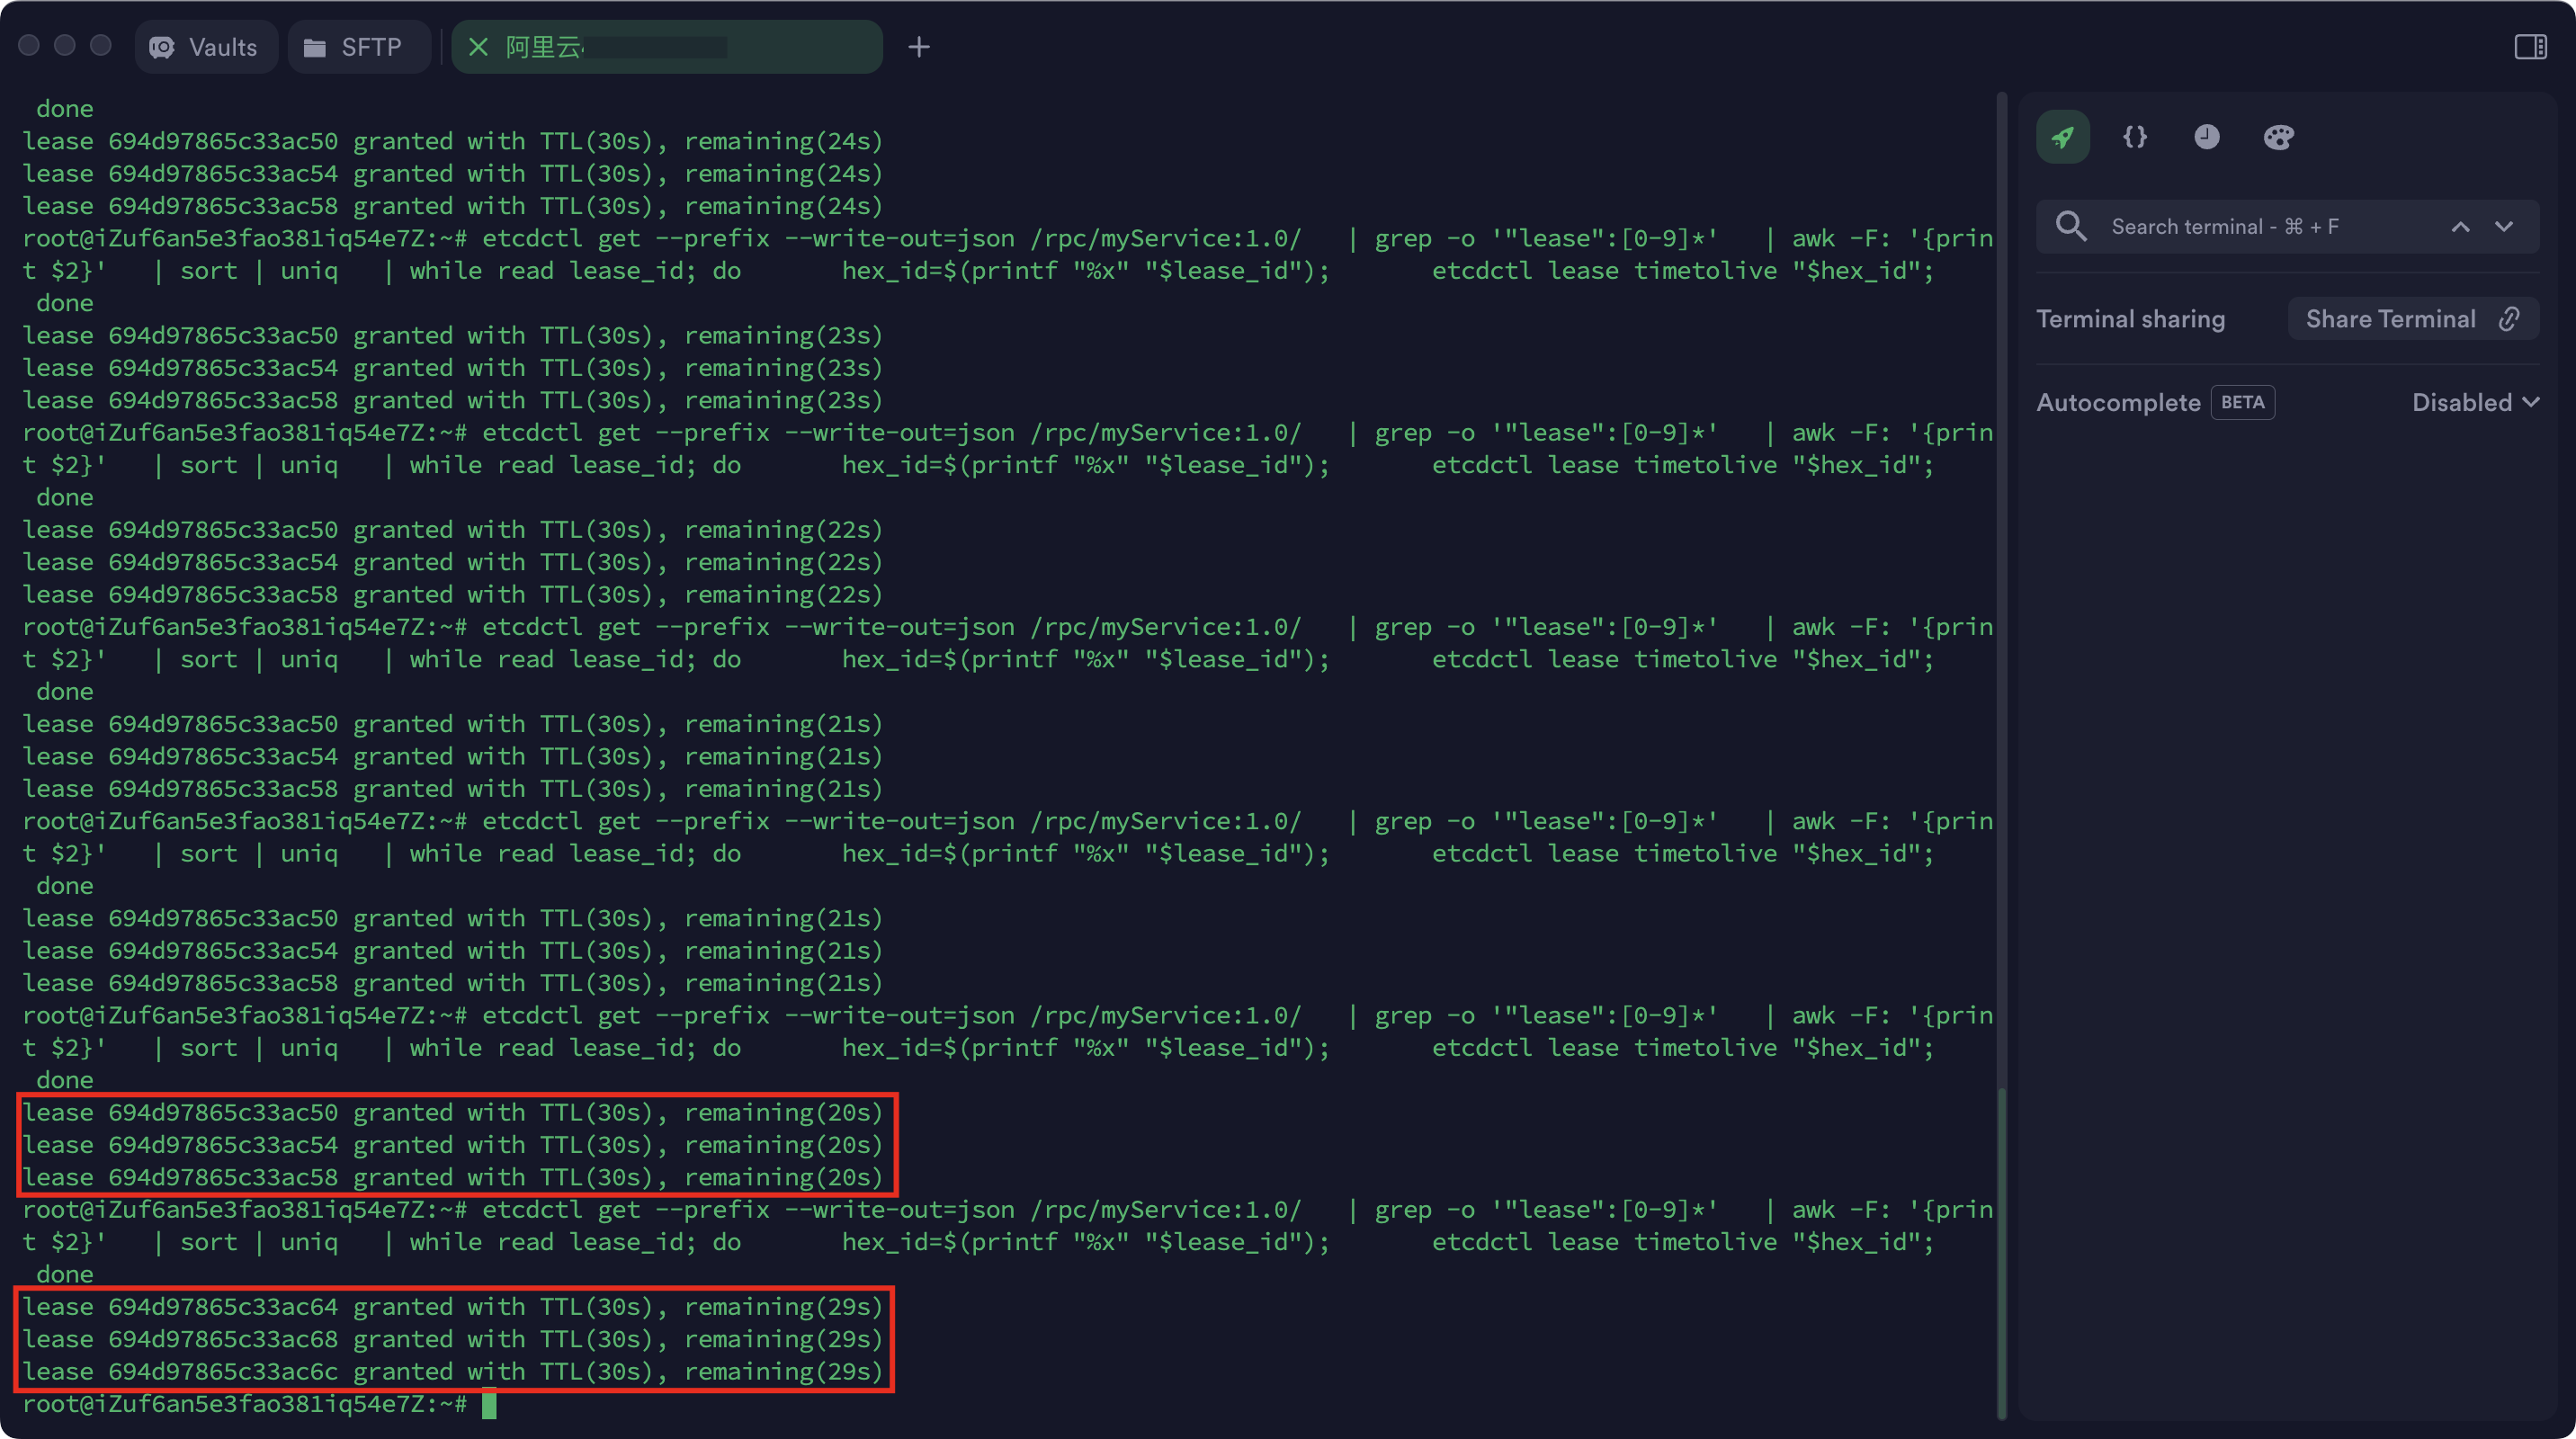 Vaults
SFTP
阿里云
done
lease 694d97865c33ac50 granted with TTL(30s), remaining(24s)
lease 694d97865c33ac54 granted with TTL(30s), remaining(24s)
lease 694d97865c33ac58 granted with TTL(30s), remaining(24s)
root@iZuf6an5e3fao381iq54e7Z:~# etcdctl get --prefix --write-out=json /rpc/myService:1.0/   | grep -o '"lease":[0-9]*'   | awk -F: '{prin
t $2}'   | sort | uniq   | while read lease_id; do       hex_id=$(printf "%x" "$lease_id");       etcdctl lease timetolive "$hex_id";
done
lease 694d97865c33ac50 granted with TTL(30s), remaining(23s)
lease 694d97865c33ac54 granted with TTL(30s), remaining(23s)
lease 694d97865c33ac58 granted with TTL(30s), remaining(23s)
root@iZuf6an5e3fao381iq54e7Z:~# etcdctl get --prefix --write-out=json /rpc/myService:1.0/   | grep -o '"lease":[0-9]*'   | awk -F: '{prin
t $2}'   | sort | uniq   | while read lease_id; do       hex_id=$(printf "%x" "$lease_id");       etcdctl lease timetolive "$hex_id";
done
lease 694d97865c33ac50 granted with TTL(30s), remaining(22s)
lease 694d97865c33ac54 granted with TTL(30s), remaining(22s)
lease 694d97865c33ac58 granted with TTL(30s), remaining(22s)
root@iZuf6an5e3fao381iq54e7Z:~# etcdctl get --prefix --write-out=json /rpc/myService:1.0/   | grep -o '"lease":[0-9]*'   | awk -F: '{prin
t $2}'   | sort | uniq   | while read lease_id; do       hex_id=$(printf "%x" "$lease_id");       etcdctl lease timetolive "$hex_id";
done
lease 694d97865c33ac50 granted with TTL(30s), remaining(21s)
lease 694d97865c33ac54 granted with TTL(30s), remaining(21s)
lease 694d97865c33ac58 granted with TTL(30s), remaining(21s)
root@iZuf6an5e3fao381iq54e7Z:~# etcdctl get --prefix --write-out=json /rpc/myService:1.0/   | grep -o '"lease":[0-9]*'   | awk -F: '{prin
t $2}'   | sort | uniq   | while read lease_id; do       hex_id=$(printf "%x" "$lease_id");       etcdctl lease timetolive "$hex_id";
done
lease 694d97865c33ac50 granted with TTL(30s), remaining(21s)
lease 694d97865c33ac54 granted with TTL(30s), remaining(21s)
lease 694d97865c33ac58 granted with TTL(30s), remaining(21s)
root@iZuf6an5e3fao381iq54e7Z:~# etcdctl get --prefix --write-out=json /rpc/myService:1.0/   | grep -o '"lease":[0-9]*'   | awk -F: '{prin
t $2}'   | sort | uniq   | while read lease_id; do       hex_id=$(printf "%x" "$lease_id");       etcdctl lease timetolive "$hex_id";
done
lease 694d97865c33ac50 granted with TTL(30s), remaining(20s)
lease 694d97865c33ac54 granted with TTL(30s), remaining(20s)
lease 694d97865c33ac58 granted with TTL(30s), remaining(20s)
root@iZuf6an5e3fao381iq54e7Z:~# etcdctl get --prefix --write-out=json /rpc/myService:1.0/   | grep -o '"lease":[0-9]*'   | awk -F: '{prin
t $2}'   | sort | uniq   | while read lease_id; do       hex_id=$(printf "%x" "$lease_id");       etcdctl lease timetolive "$hex_id";
done
lease 694d97865c33ac64 granted with TTL(30s), remaining(29s)
lease 694d97865c33ac68 granted with TTL(30s), remaining(29s)
lease 694d97865c33ac6c granted with TTL(30s), remaining(29s)
root@iZuf6an5e3fao381iq54e7Z:~#
Search terminal - ⌘ + F
Terminal sharing
Share Terminal
Autocomplete BETA
Disabled